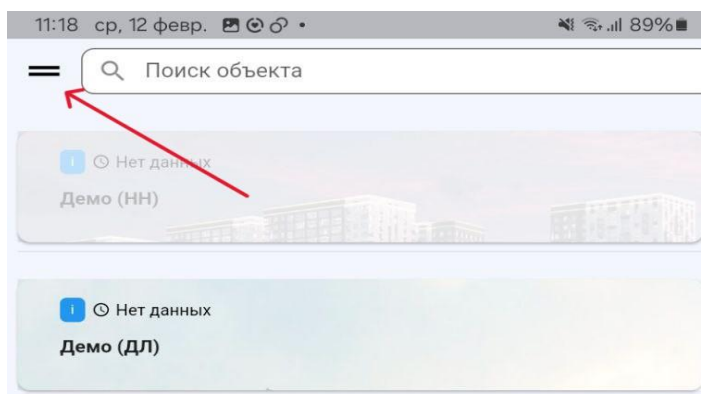 11:18 ср, 12 февр. 89%
Поиск объекта
i Нет данных
Демо (НН)
i Нет данных
Демо (ДЛ)